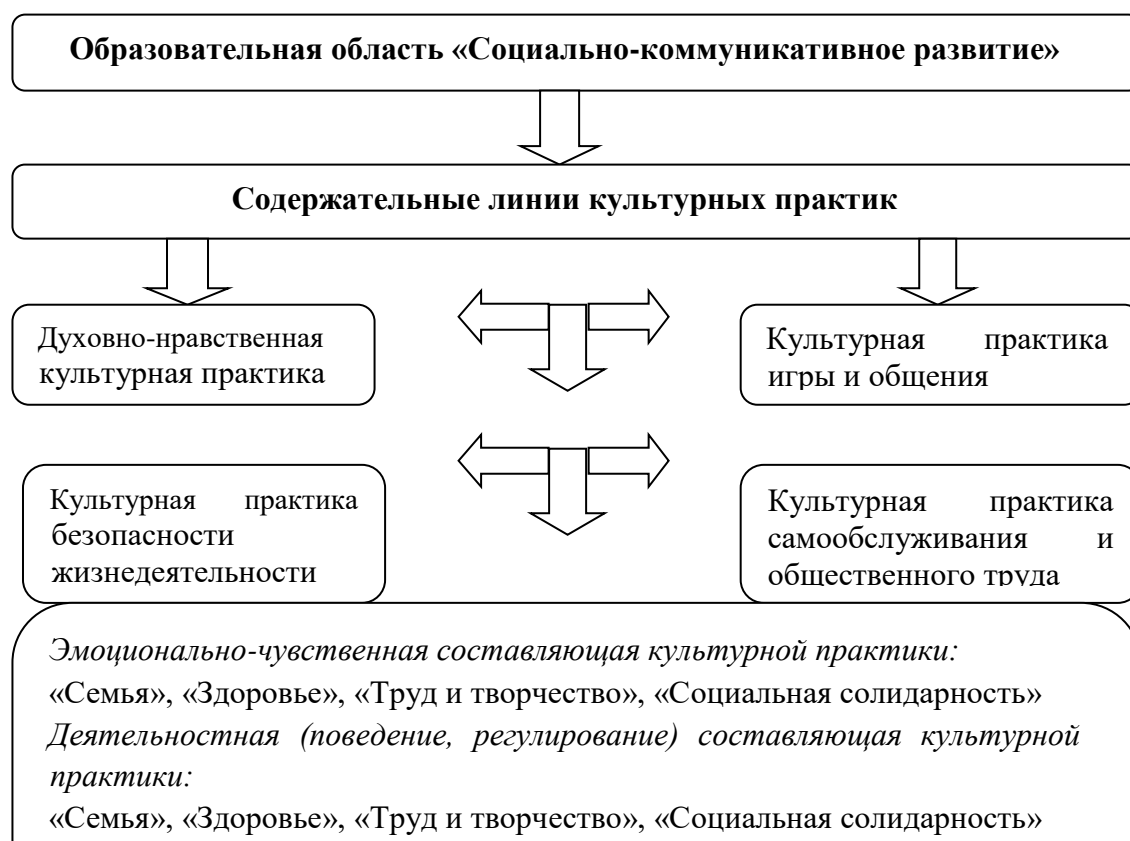 Образовательная область «Социально-коммуникативное развитие»
Содержательные линии культурных практик
Духовно-нравственная
культурная практика
Культурная практика
игры и общения
Культурная практика
безопасности
жизнедеятельности
Культурная практика
самообслуживания и
общественного труда
Эмоционально-чувственная составляющая культурной практики:
«Семья», «Здоровье», «Труд и творчество», «Социальная солидарность»
Деятельностная (поведение, регулирование) составляющая культурной
практики:
«Семья», «Здоровье», «Труд и творчество», «Социальная солидарность»